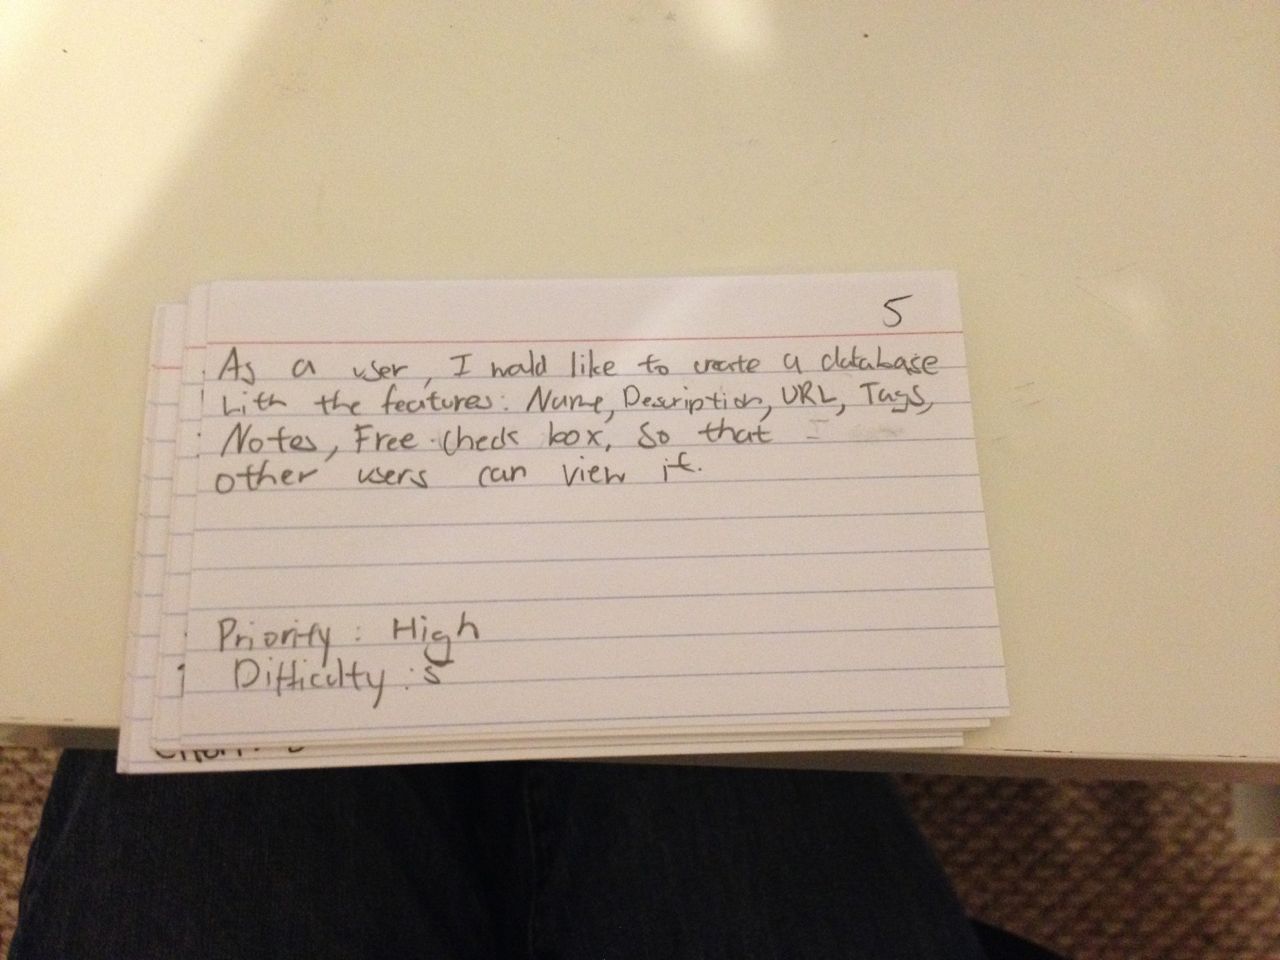 5
As a user, I would like to create a database
with the features: Name, Description, URL, Tags,
Notes, Free check box, so that
other users can view it.
Priority: High
Difficulty: 5